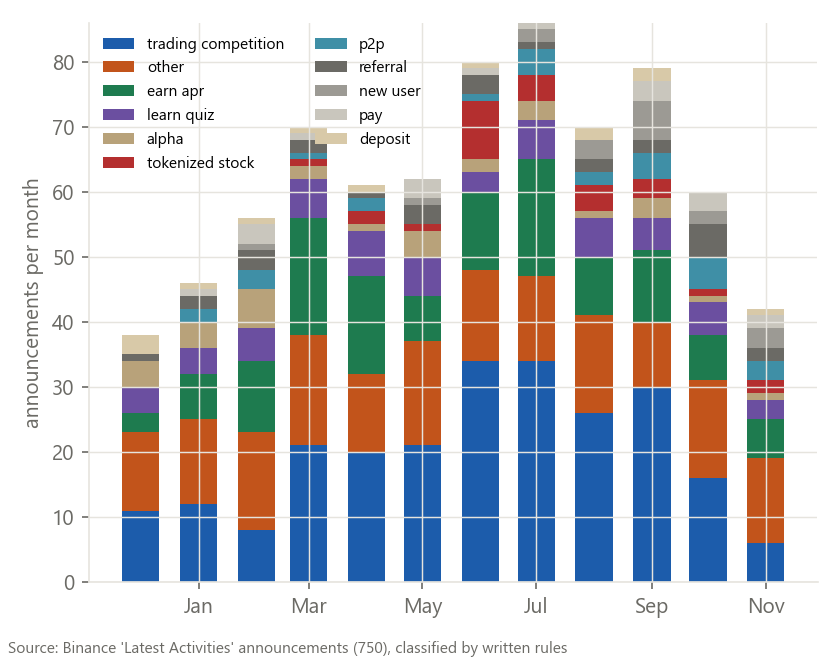 trading competition
other
earn apr
learn quiz
alpha
tokenized stock
p2p
referral
new user
pay
deposit
announcements per month
80
70
60
50
40
30
20
10
0
Jan
Mar
May
Jul
Sep
Nov
Source: Binance 'Latest Activities' announcements (750), classified by written rules